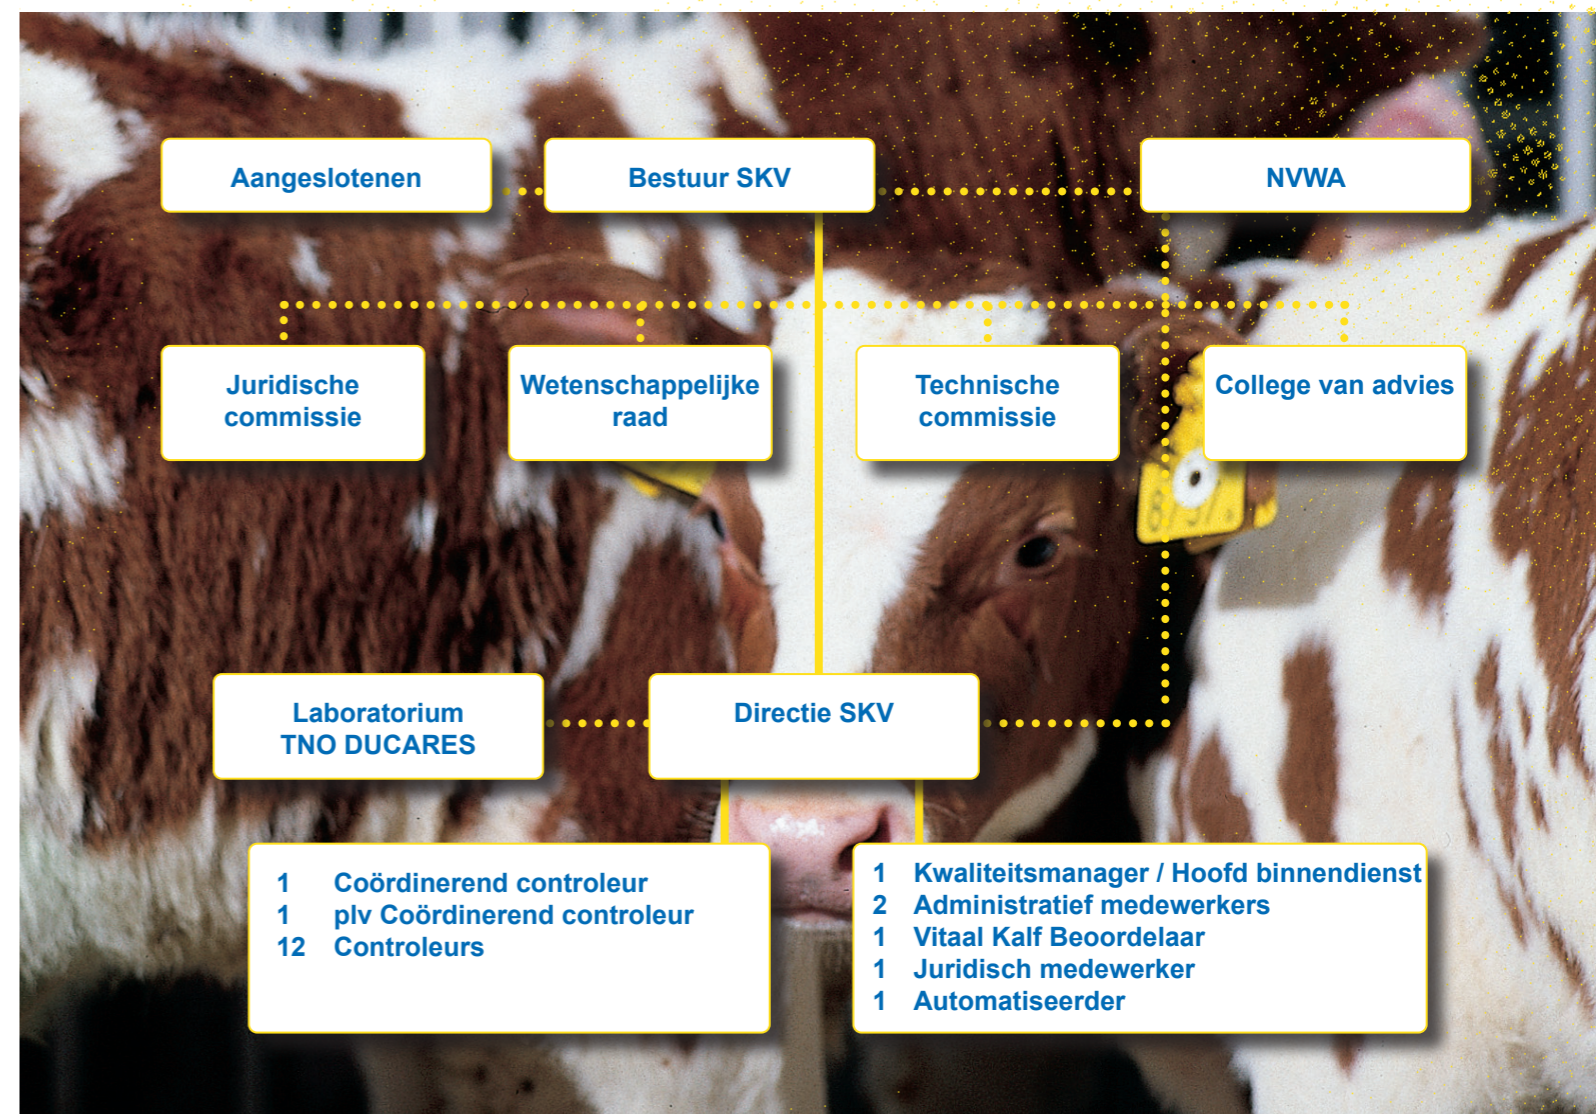 Aangeslotenen
Bestuur SKV
NVWA
Juridische
commissie
Wetenschappelijke
raad
Technische
commissie
College van advies
Laboratorium
TNO DUCARES
Directie SKV
1 Coördinerend controleur
1 plv Coördinerend controleur
12 Controleurs
1 Kwaliteitsmanager / Hoofd binnendienst
2 Administratief medewerkers
1 Vitaal Kalf Beoordelaar
1 Juridisch medewerker
1 Automatiseerder